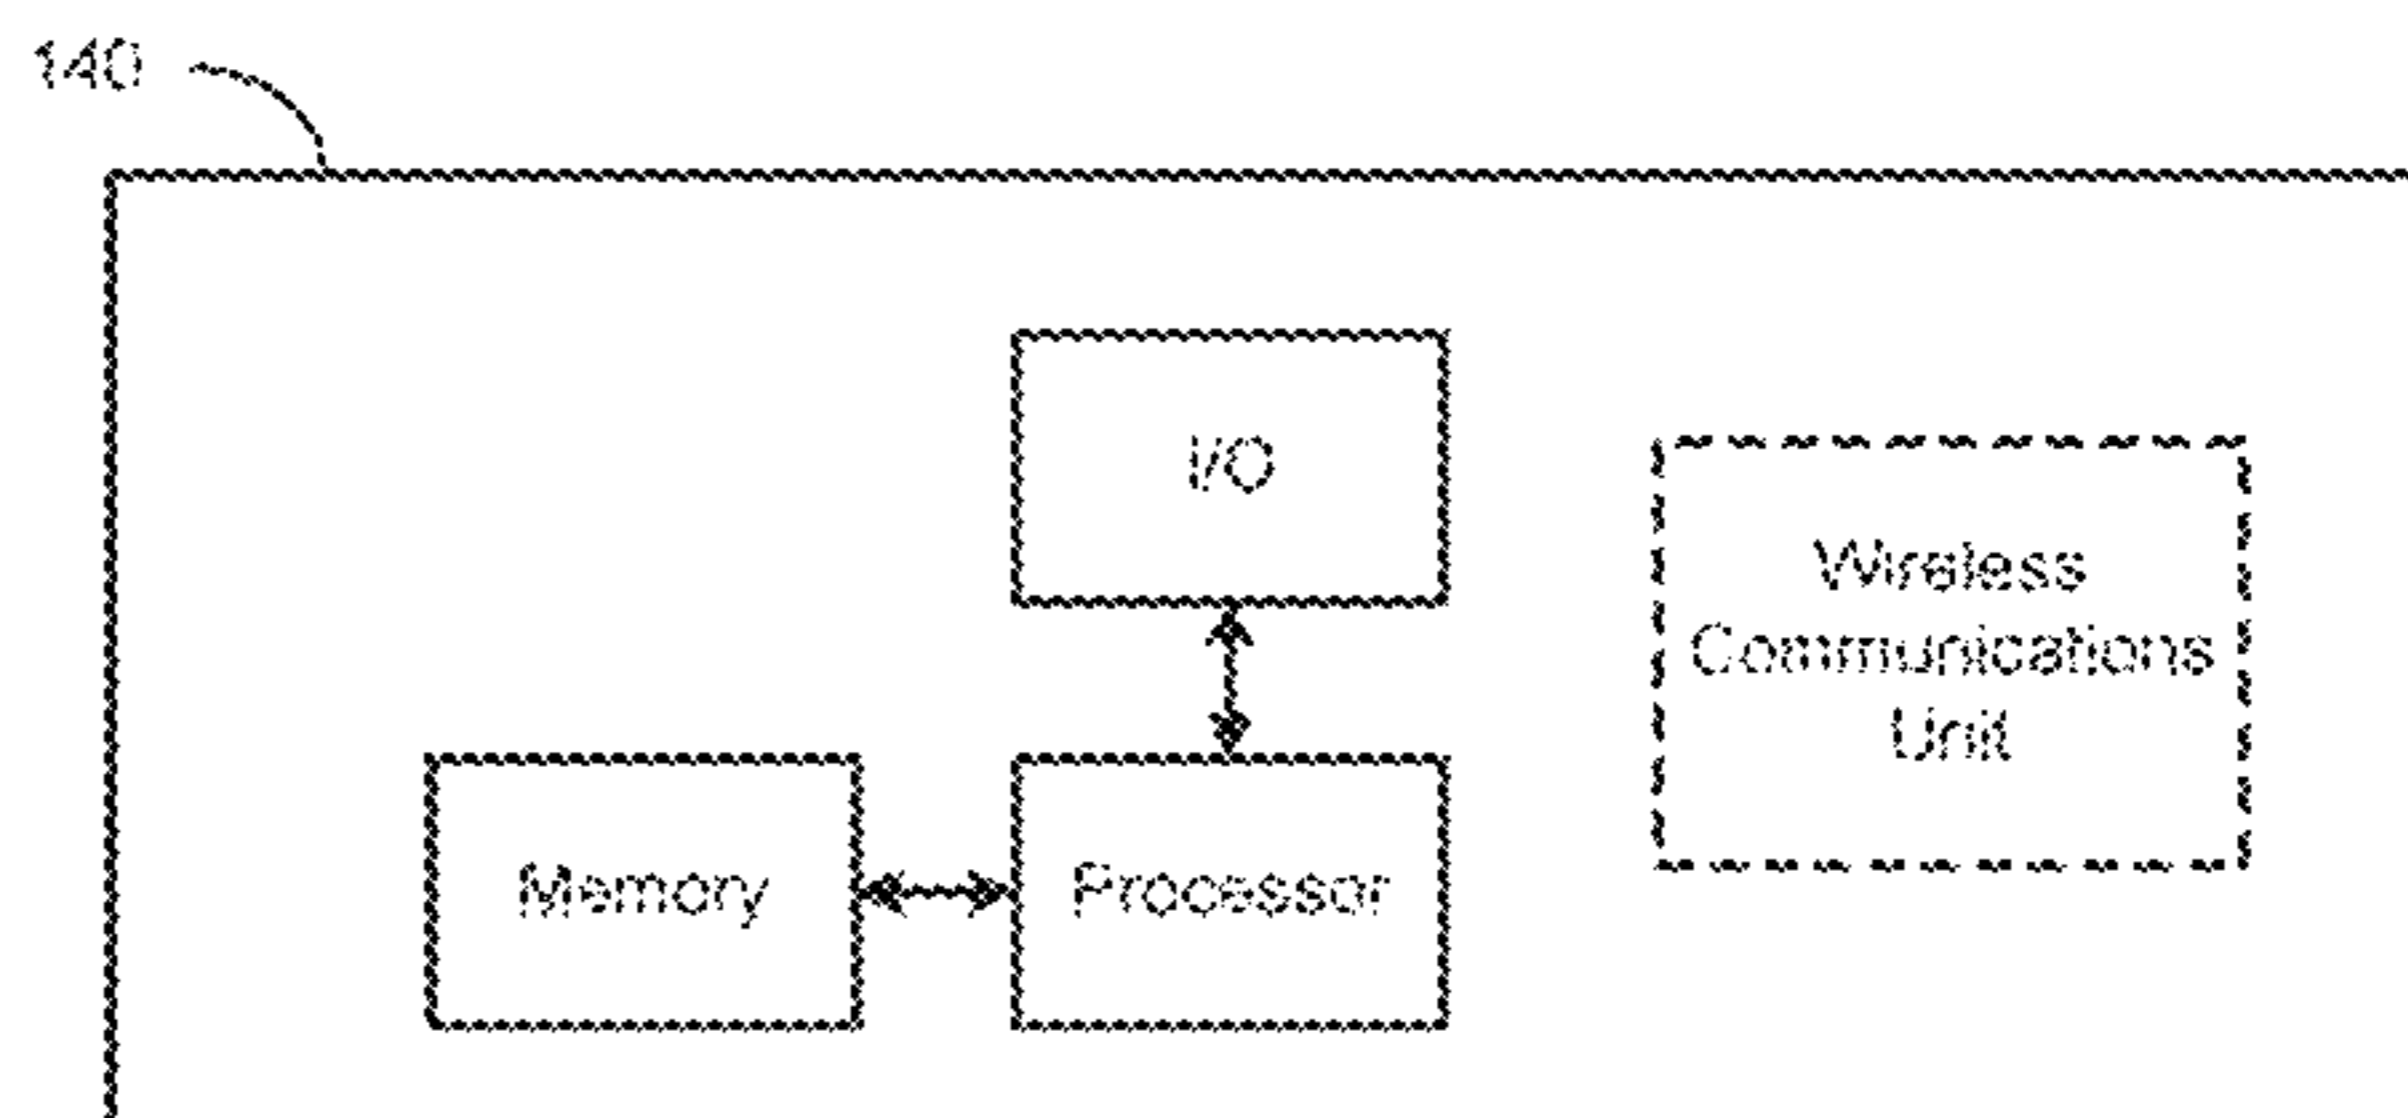 140
I/O
Wireless
Communications
Unit
Memory
Processor